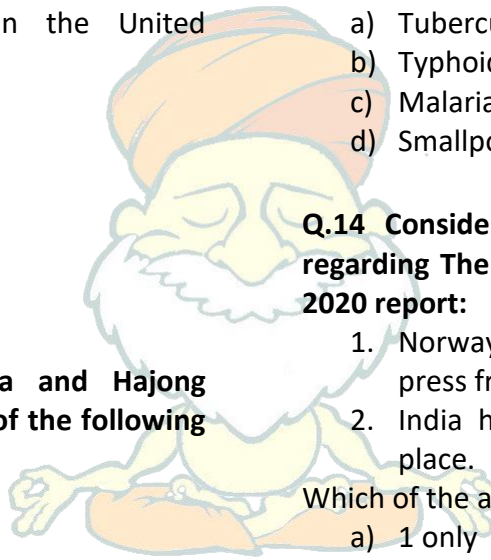 n the United
a and Hajong
of the following
a) Tubercu
b) Typhoid
c) Malaria
d) Smallpo
Q.14 Conside
regarding The
2020 report:
1. Norway
press fr
2. India h
place.
Which of the a
a) 1 only